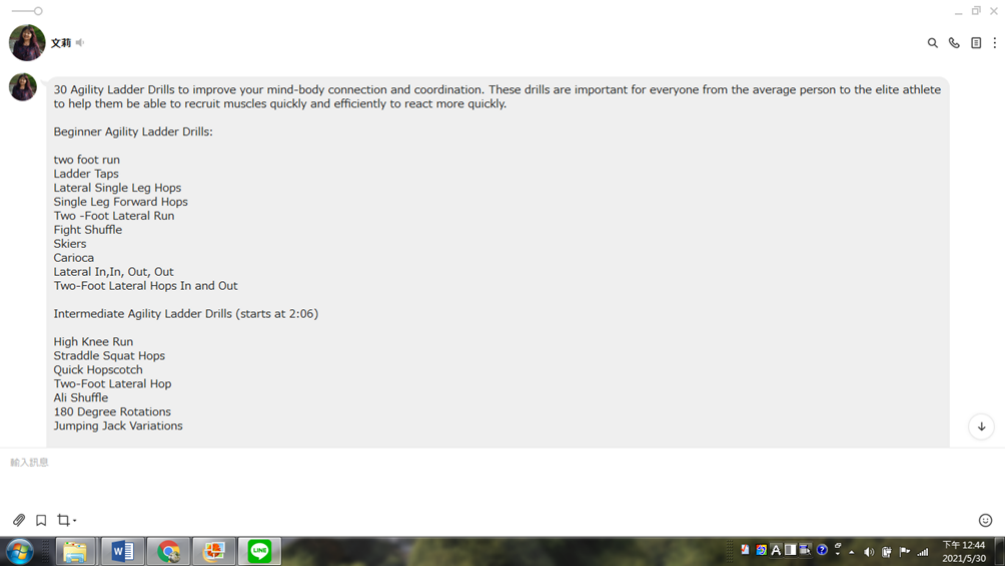 文莉
30 Agility Ladder Drills to improve your mind-body connection and coordination. These drills are important for everyone from the average person to the elite athlete
to help them be able to recruit muscles quickly and efficiently to react more quickly.
Beginner Agility Ladder Drills:
two foot run
Ladder Taps
Lateral Single Leg Hops
Single Leg Forward Hops
Two -Foot Lateral Run
Fight Shuffle
Skiers
Carioca
Lateral In,In, Out, Out
Two-Foot Lateral Hops In and Out
Intermediate Agility Ladder Drills (starts at 2:06)
High Knee Run
Straddle Squat Hops
Quick Hopscotch
Two-Foot Lateral Hop
Ali Shuffle
180 Degree Rotations
Jumping Jack Variations
輸入訊息
LINE
下午 12:44
2021/5/30